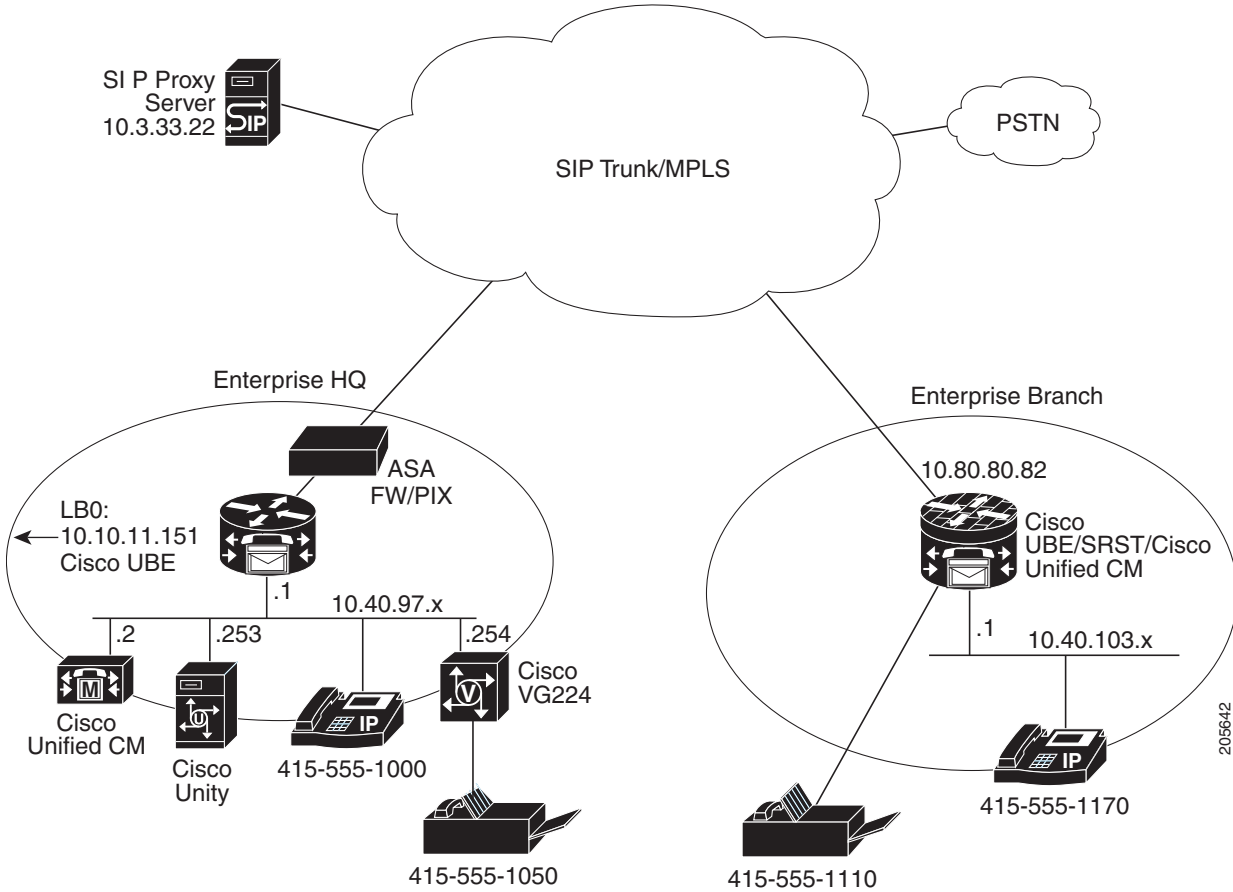 SI P Proxy
Server
10.3.33.22
SIP
PSTN
SIP Trunk/MPLS
Enterprise HQ
Enterprise Branch
ASA
FW/PIX
10.80.80.82
LB0:
10.10.11.151
Cisco UBE
Cisco
UBE/SRST/Cisco
Unified CM
.1
10.40.97.x
.1
10.40.103.x
.2
.253
.254
M
U
IP
V
Cisco
VG224
Cisco
Unified CM
Cisco
Unity
415-555-1000
IP
415-555-1170
415-555-1050
415-555-1110
205642